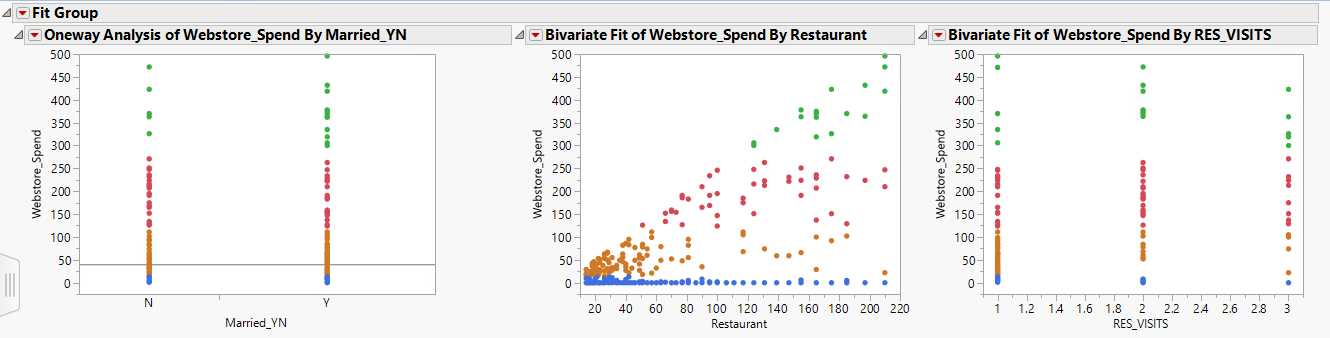 Fit Group
Oneway Analysis of Webstore_Spend By Married_YN
500
450
400
350
300
250
200
150
100
50
0
Webstore_Spend
N Y
Married_YN
Bivariate Fit of Webstore_Spend By Restaurant
500
450
400
350
300
250
200
150
100
50
0
Webstore_Spend
20 40 60 80 100 120 140 160 180 200 220
Restaurant
Bivariate Fit of Webstore_Spend By RES_VISITS
500
450
400
350
300
250
200
150
100
50
0
Webstore_Spend
1 1.2 1.4 1.6 1.8 2 2.2 2.4 2.6 2.8 3
RES_VISITS